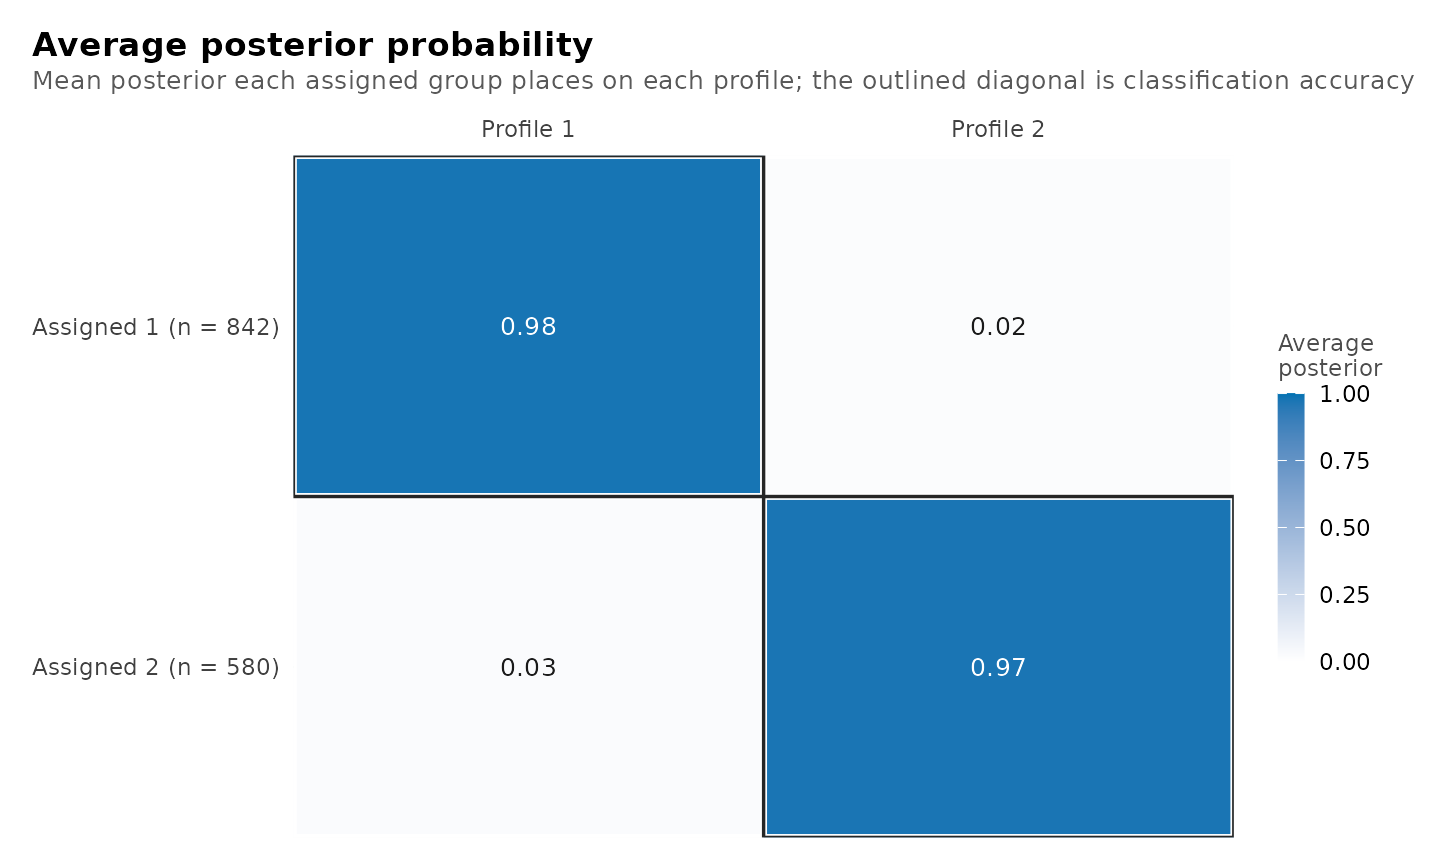 Average posterior probability
Mean posterior each assigned group places on each profile; the outlined diagonal is classification accuracy
Profile 1 Profile 2
Assigned 1 (n = 842) 0.98 0.02
Average
posterior
1.00
0.75
0.50
0.25
0.00
Assigned 2 (n = 580) 0.03 0.97